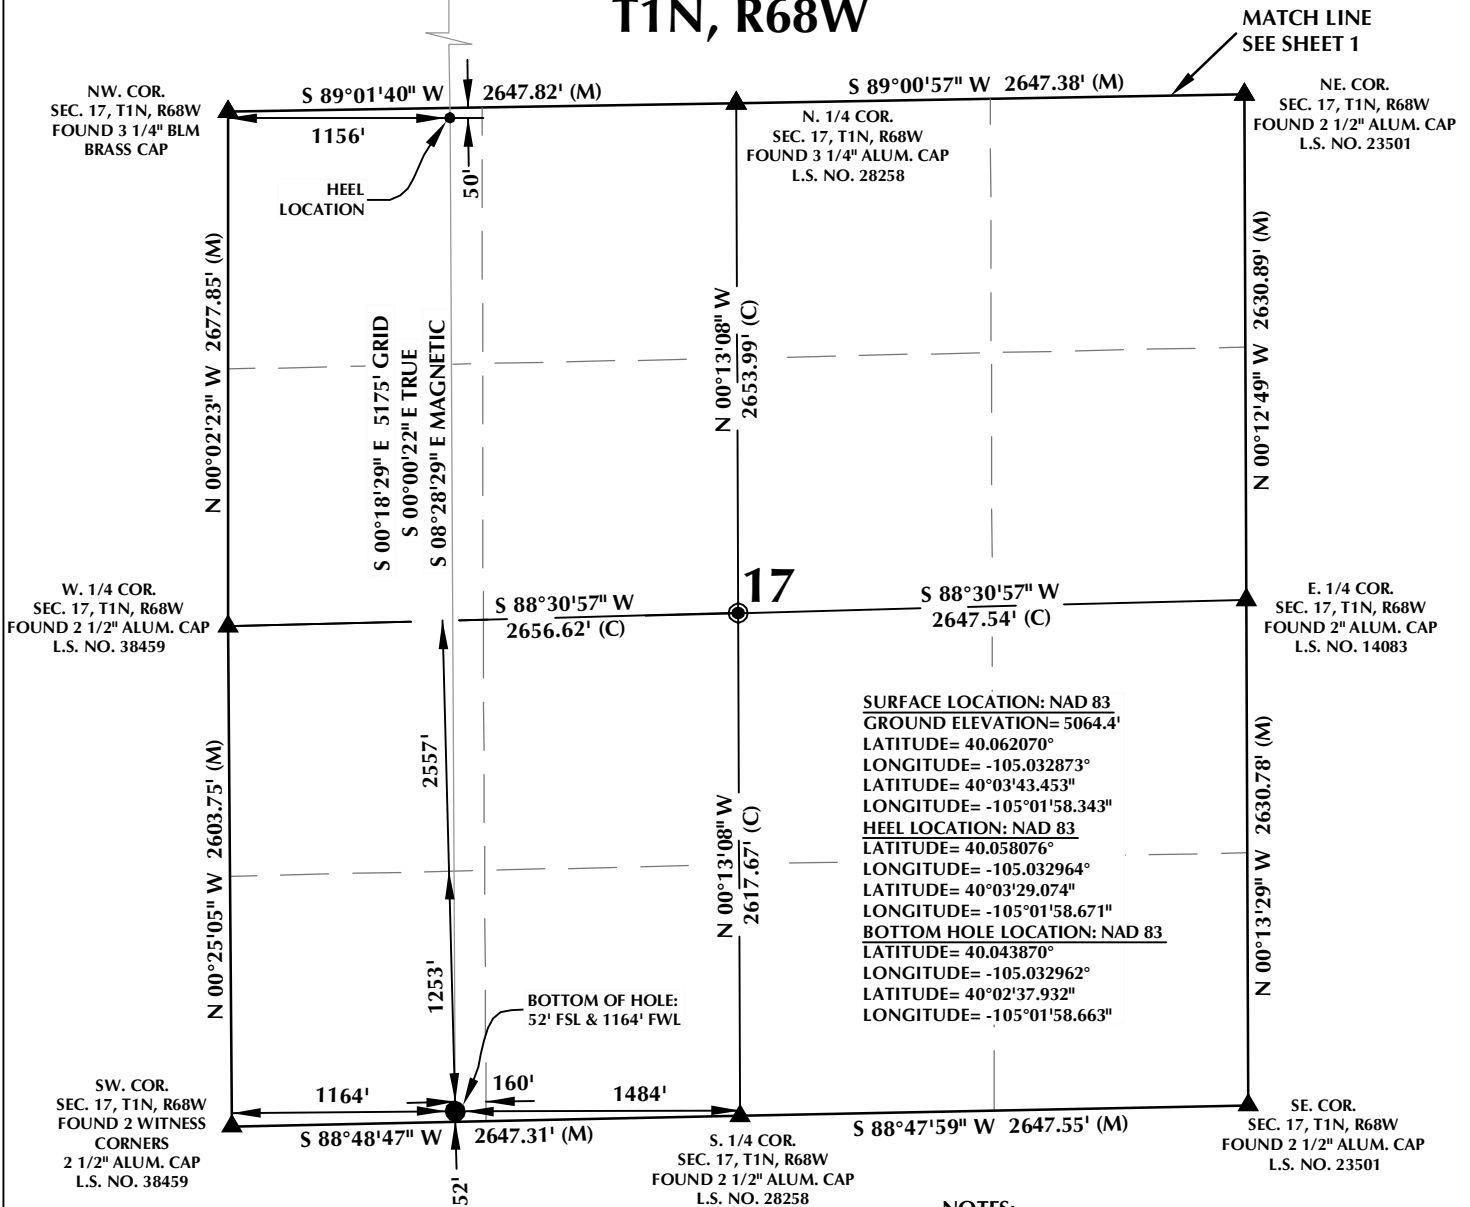 T1N, R68W
MATCH LINE
SEE SHEET 1
NW. COR.
SEC. 17, T1N, R68W
FOUND 3 1/4" BLM
BRASS CAP
S 89°01'40" W 2647.82' (M)
S 89°00'57" W 2647.38' (M)
NE. COR.
SEC. 17, T1N, R68W
FOUND 2 1/2" ALUM. CAP
L.S. NO. 23501
N. 1/4 COR.
SEC. 17, T1N, R68W
FOUND 3 1/4" ALUM. CAP
L.S. NO. 28258
1156'
50'
HEEL
LOCATION
N 00°02'23" W 2677.85' (M)
S 00°18'29" E 5175' GRID
S 00°00'22" E TRUE
S 08°28'29" E MAGNETIC
N 00°13'08" W
2653.99' (C)
N 00°12'49" W 2630.89' (M)
W. 1/4 COR.
SEC. 17, T1N, R68W
FOUND 2 1/2" ALUM. CAP
L.S. NO. 38459
S 88°30'57" W
2656.62' (C)
17
S 88°30'57" W
2647.54' (C)
E. 1/4 COR.
SEC. 17, T1N, R68W
FOUND 2" ALUM. CAP
L.S. NO. 14083
N 00°25'05" W 2603.75' (M)
2557'
1253'
N 00°13'08" W
2617.67' (C)
SURFACE LOCATION: NAD 83
GROUND ELEVATION= 5064.4'
LATITUDE= 40.062070°
LONGITUDE= -105.032873°
LATITUDE= 40°03'43.453"
LONGITUDE= -105°01'58.343"
HEEL LOCATION: NAD 83
LATITUDE= 40.058076°
LONGITUDE= -105.032964°
LATITUDE= 40°03'29.074"
LONGITUDE= -105°01'58.671"
BOTTOM HOLE LOCATION: NAD 83
LATITUDE= 40.043870°
LONGITUDE= -105.032962°
LATITUDE= 40°02'37.932"
LONGITUDE= -105°01'58.663"
N 00°13'29" W 2630.78' (M)
BOTTOM OF HOLE:
52' FSL & 1164' FWL
SW. COR.
SEC. 17, T1N, R68W
FOUND 2 WITNESS
CORNERS
2 1/2" ALUM. CAP
L.S. NO. 38459
1164'
160'
1484'
S 88°48'47" W 2647.31' (M)
52'
S. 1/4 COR.
SEC. 17, T1N, R68W
FOUND 2 1/2" ALUM. CAP
L.S. NO. 28258
S 88°47'59" W 2647.55' (M)
SE. COR.
SEC. 17, T1N, R68W
FOUND 2 1/2" ALUM. CAP
L.S. NO. 23501
NOTES: